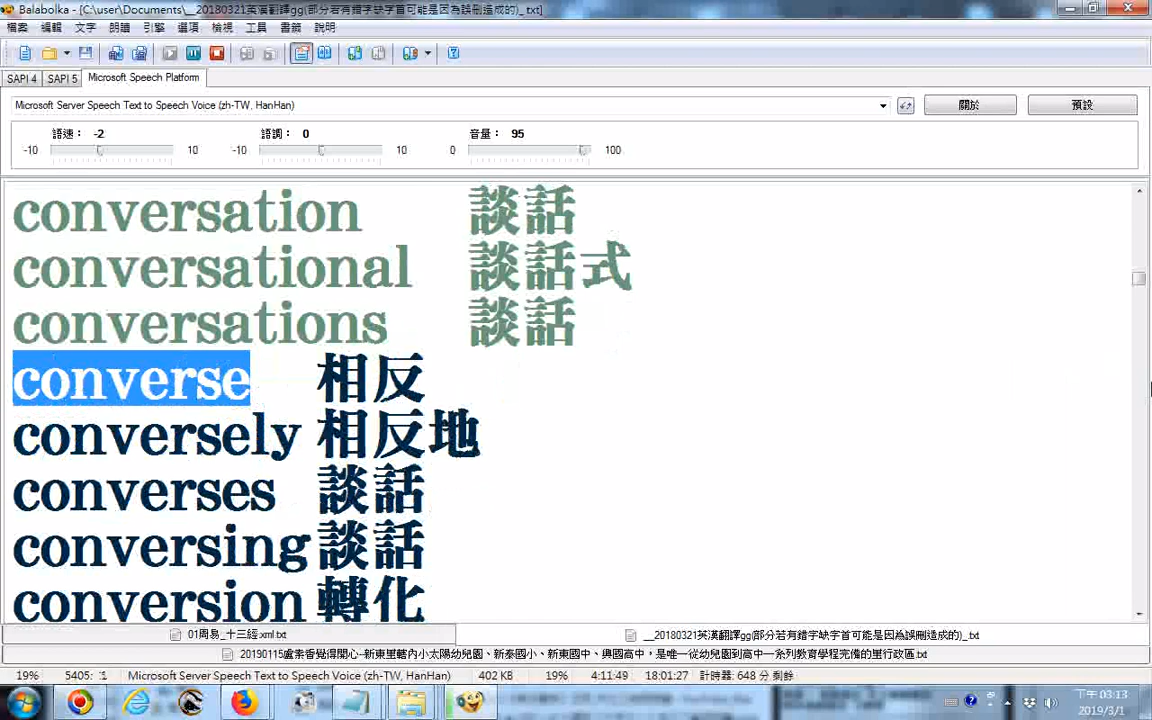 Balabolka - [C:\user\Documents\__20180321英漢翻譯gg(部分若有錯字缺字首可能是因為誤刪造成的)_.txt]
檔案 編輯 文字 朗讀 引擎 選項 檢視 工具 書籤 說明
SAPI 4 SAPI 5 Microsoft Speech Platform
Microsoft Server Speech Text to Speech Voice (zh-TW, HanHan) 關於 預設
語速： -2 語調： 0 音量： 95
-10 10 -10 10 0 100
conversation 談話
conversational 談話式
conversations 談話
converse 相反
conversely 相反地
converses 談話
conversing 談話
conversion 轉化
01周易_十三經.txt __20180321英漢翻譯gg(部分若有錯字缺字首可能是因為誤刪造成的)_.txt
20190115盧素香覺得開心--新東里轄內小太陽幼兒園、新泰國小、新東國中、興國高中，是唯一從幼兒園到高中一系列教育學程完備的里行政區.txt
19% 5405: 1 Microsoft Server Speech Text to Speech Voice (zh-TW, HanHan) 402 KB 19% 4:11:49 18:01:27 計時器: 648 分 剩餘
下午 03:13
2019/3/1